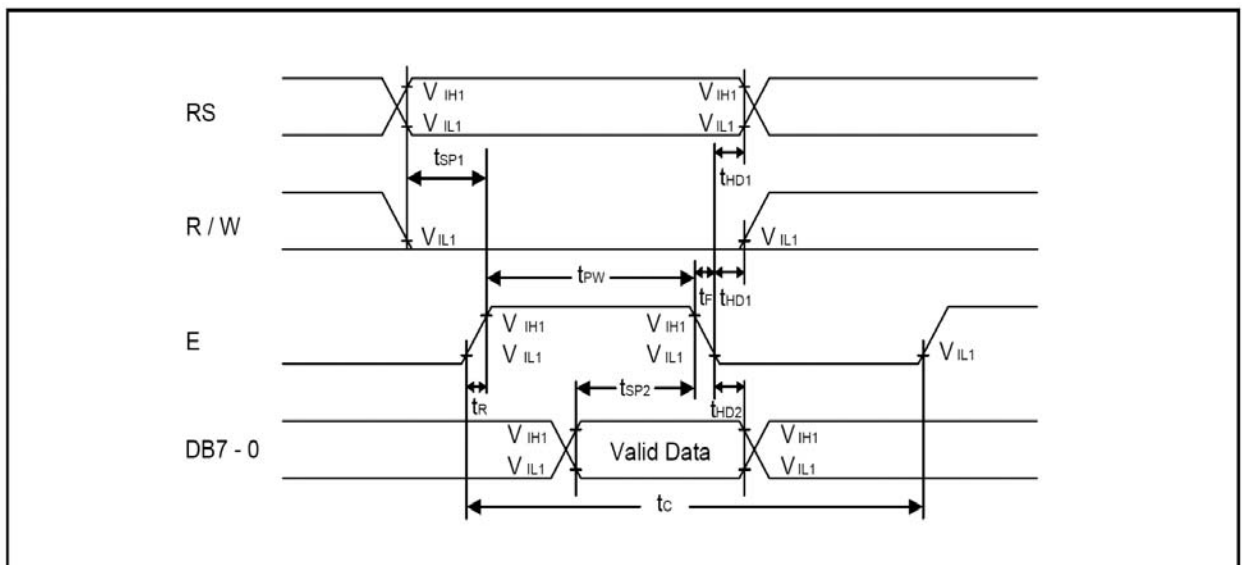 RS
V IH1
V IL1
V IH1
V IL1
tSP1
tHD1
R / W
VIL1
V IL1
tPW
tF
tHD1
E
V IH1
V IL1
V IH1
V IL1
V IL1
tR
tSP2
tHD2
DB7 - 0
V IH1
V IL1
Valid Data
V IH1
V IL1
tC